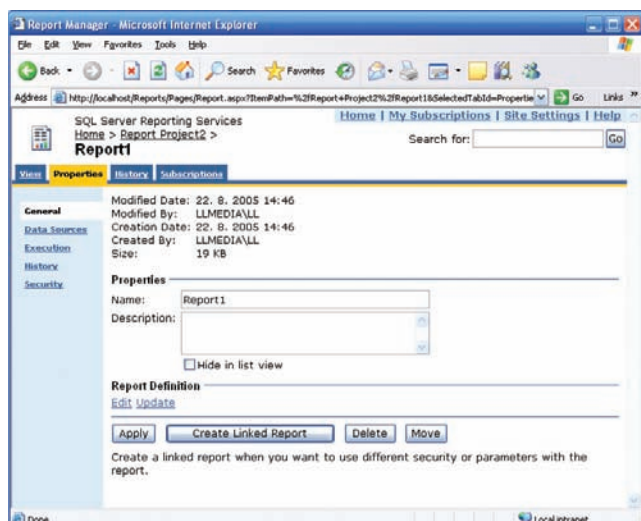 Report Manager - Microsoft Internet Explorer
File Edit View Favorites Tools Help
Back Search Favorites
Address http://localhost/Reports/Pages/Report.aspx?ItemPath=%2fReport+Project2%2fReport1&SelectedTabId=Propertie Go Links »
SQL Server Reporting Services
Home | My Subscriptions | Site Settings | Help
Home > Report Project2 >
Search for: Go
Report1
View Properties History Subscriptions
General
Data Sources
Execution
History
Security
Modified Date: 22. 8. 2005 14:46
Modified By: LLMEDIA\LL
Creation Date: 22. 8. 2005 14:46
Created By: LLMEDIA\LL
Size: 19 KB
Properties
Name: Report1
Description:
Hide in list view
Report Definition
Edit Update
Apply Create Linked Report Delete Move
Create a linked report when you want to use different security or parameters with the
report.
Done Local intranet